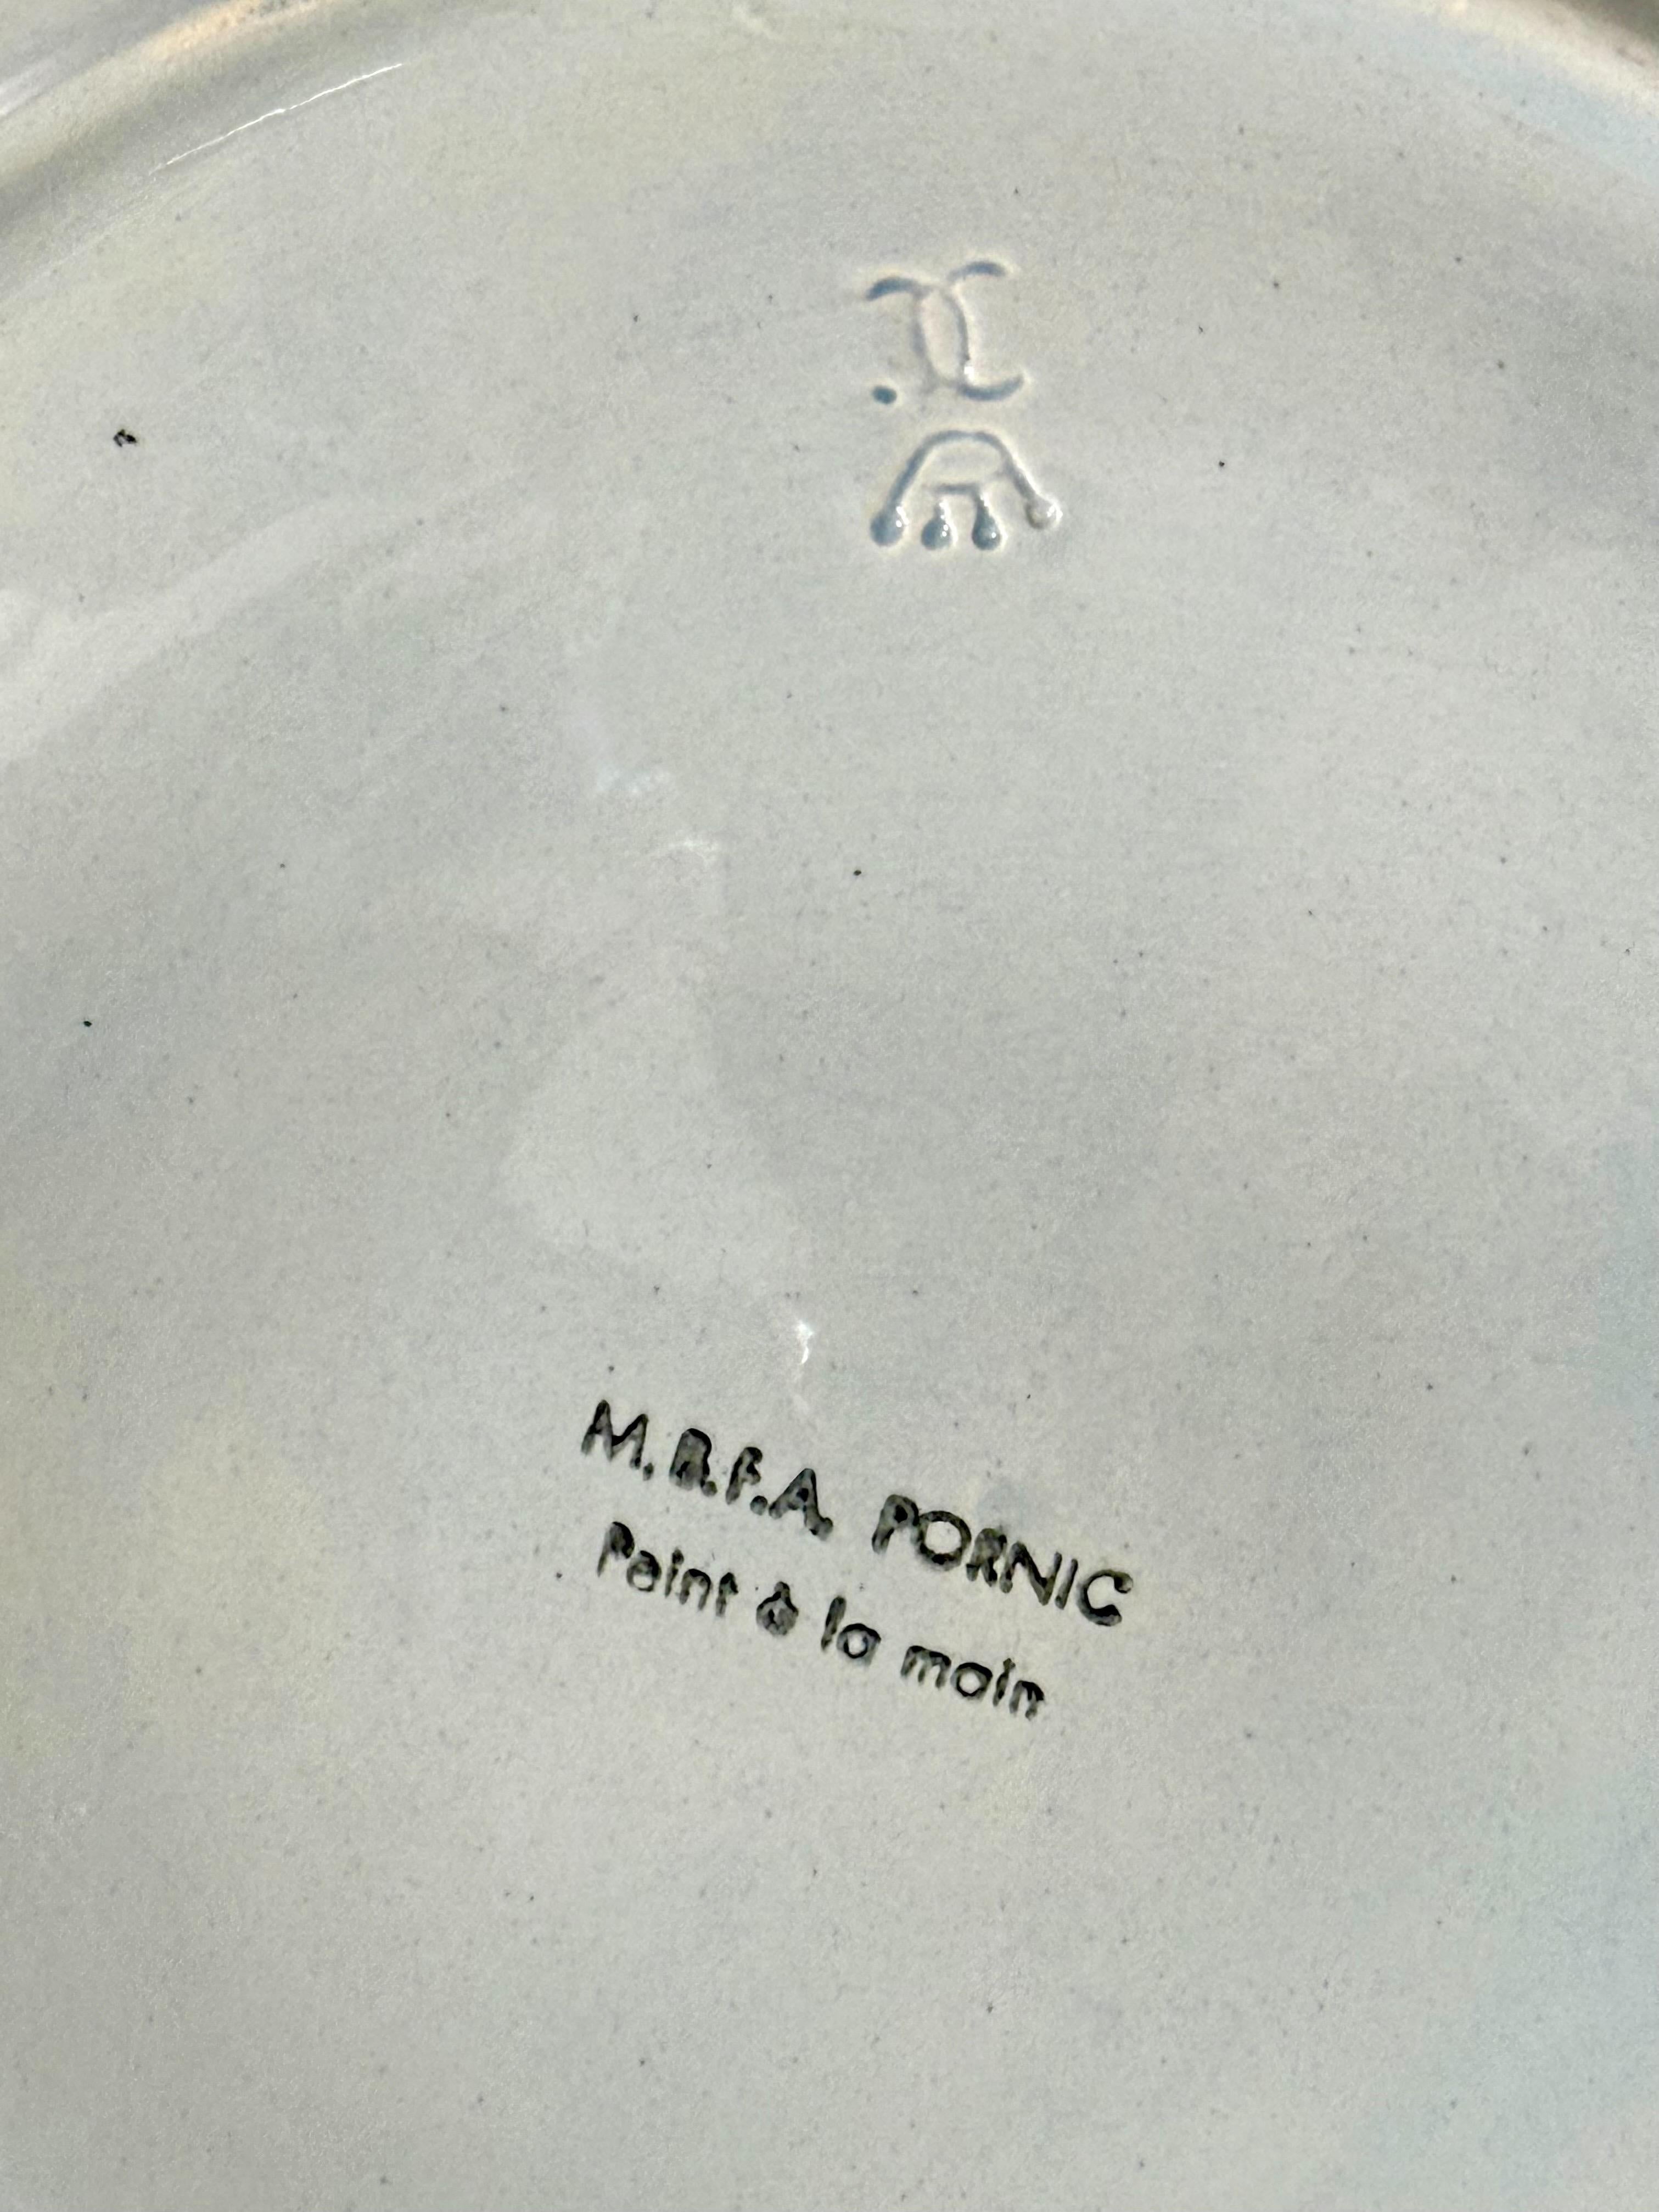 M.B.F.A. PORNIC
Peint à la main